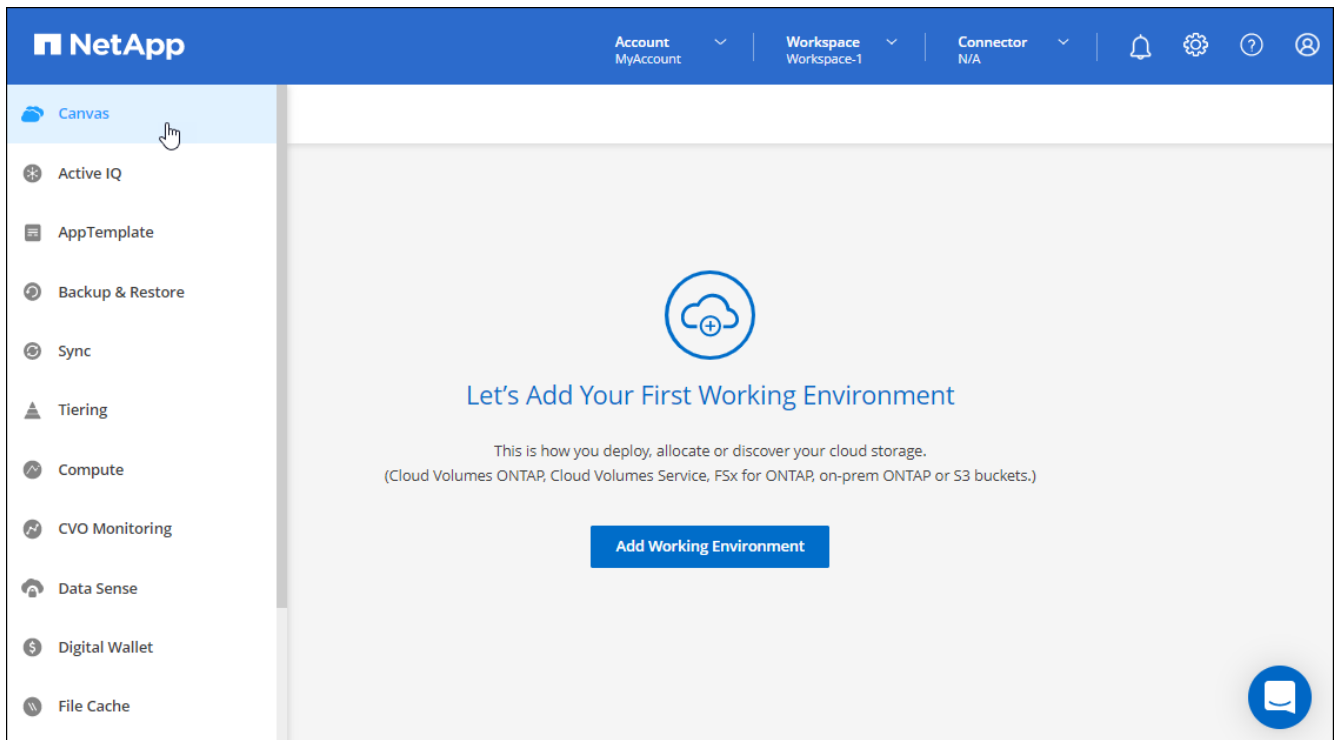 NetApp
Account
MyAccount
Workspace
Workspace-1
Connector
N/A
Canvas
Active IQ
AppTemplate
Backup & Restore
Sync
Tiering
Compute
CVO Monitoring
Data Sense
Digital Wallet
File Cache
Let's Add Your First Working Environment
This is how you deploy, allocate or discover your cloud storage.
(Cloud Volumes ONTAP, Cloud Volumes Service, FSx for ONTAP, on-prem ONTAP or S3 buckets.)
Add Working Environment